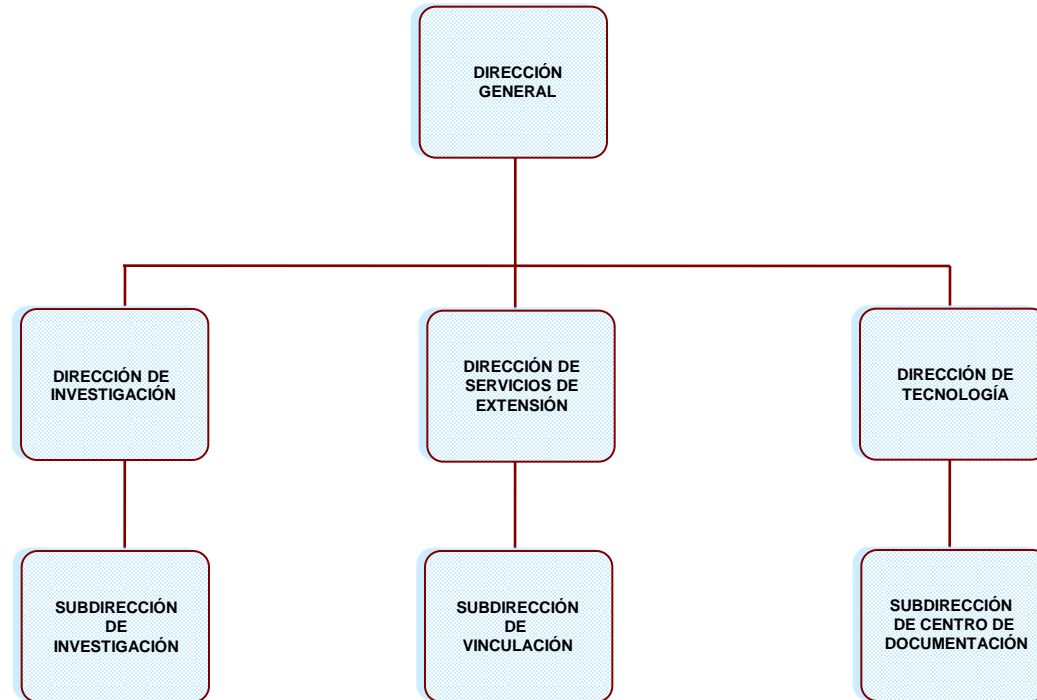 DIRECCIÓN
GENERAL
DIRECCIÓN DE
INVESTIGACIÓN
DIRECCIÓN DE
SERVICIOS DE
EXTENSIÓN
DIRECCIÓN DE
TECNOLOGÍA
SUBDIRECCIÓN
DE
INVESTIGACIÓN
SUBDIRECCIÓN
DE
VINCULACIÓN
SUBDIRECCIÓN
DE CENTRO DE
DOCUMENTACIÓN